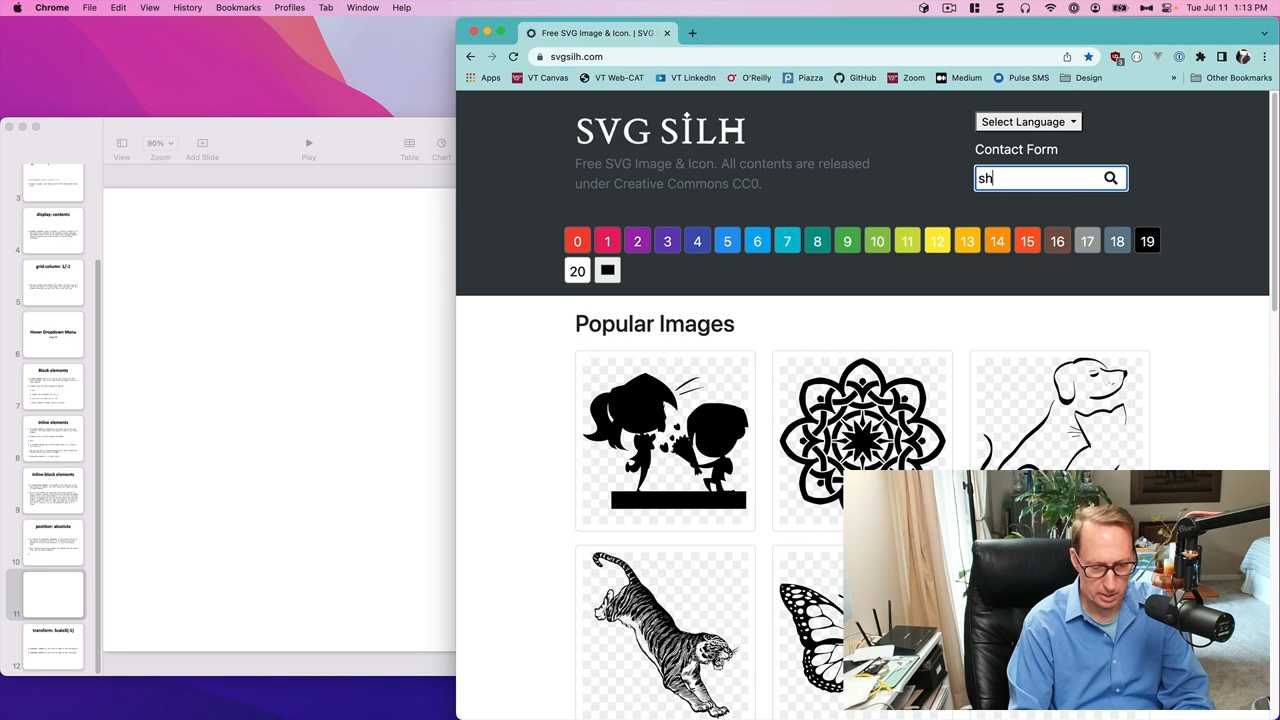 Chrome File Edit View History Bookmarks Profiles Tab Window Help
Tue Jul 11 1:13 PM
Free SVG Image & Icon. | SVG
svgsilh.com
Apps VT Canvas VT Web-CAT VT LinkedIn O'Reilly Piazza GitHub Zoom Medium Pulse SMS Design » Other Bookmarks
90%
View Zoom Add Slide Play Table Chart
3
display: contents
4
grid-column: 1/-1
5
Hover Dropdown Menu
6
Block elements
7
Inline elements
8
Inline-block elements
9
position: absolute
10
11
transform: ScaleX(-1)
12
SVG SILH
Free SVG Image & Icon. All contents are released
under Creative Commons CC0.
Select Language
Contact Form
sh
0 1 2 3 4 5 6 7 8 9 10 11 12 13 14 15 16 17 18 19
20
Popular Images
Blue